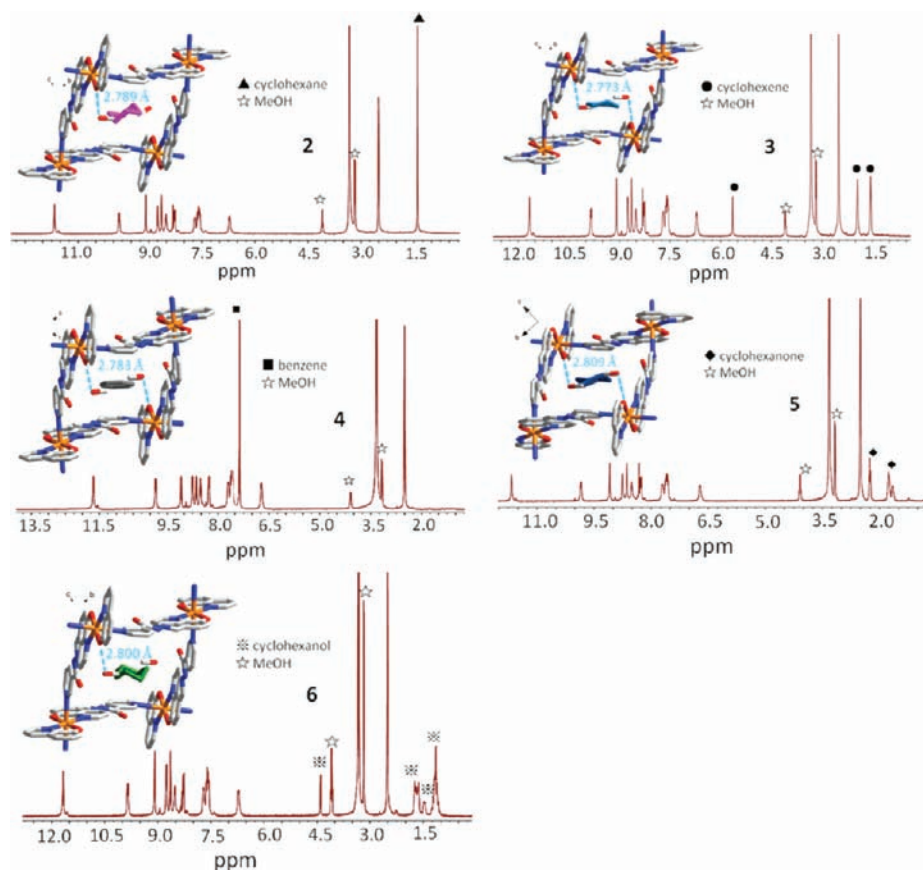 2.789 Å
▲ cyclohexane
☆ MeOH
2
11.0 9.0 7.5 6.0 4.5 3.0 1.5
ppm
2.773 Å
● cyclohexene
☆ MeOH
3
12.0 10.5 9.0 7.5 6.0 4.5 3.0 1.5
ppm
2.783 Å
■ benzene
☆ MeOH
4
13.5 11.5 9.5 8.0 6.0 4.0 2.0
ppm
2.809 Å
◆ cyclohexanone
☆ MeOH
5
11.0 9.5 8.0 6.5 5.0 3.5 2.0
ppm
2.800 Å
※ cyclohexanol
☆ MeOH
6
12.0 10.5 9.0 7.5 6.0 4.5 3.0 1.5
ppm